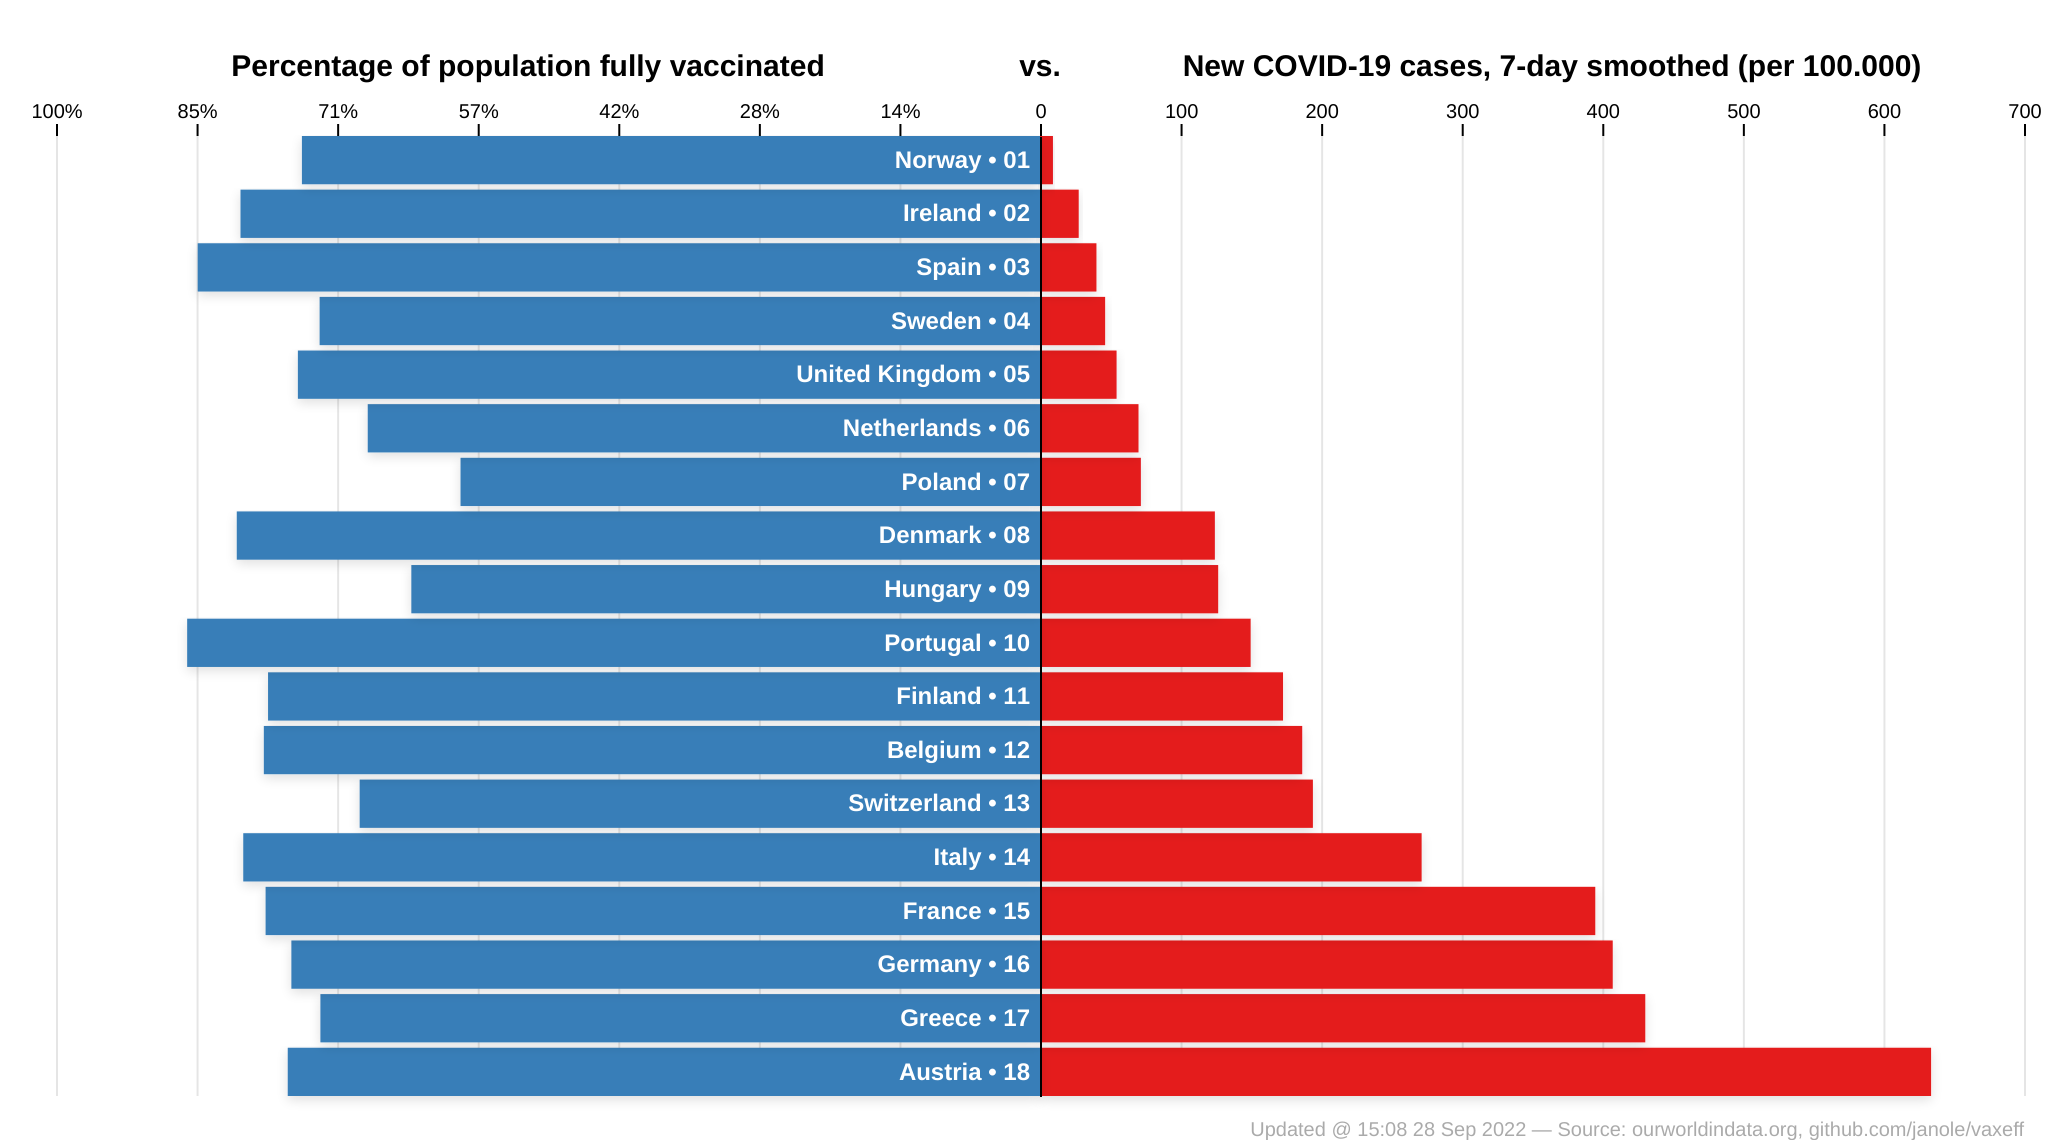 Percentage of population fully vaccinated vs. New COVID-19 cases, 7-day smoothed (per 100.000)
100% 85% 71% 57% 42% 28% 14% 0 100 200 300 400 500 600 700
Norway • 01
Ireland • 02
Spain • 03
Sweden • 04
United Kingdom • 05
Netherlands • 06
Poland • 07
Denmark • 08
Hungary • 09
Portugal • 10
Finland • 11
Belgium • 12
Switzerland • 13
Italy • 14
France • 15
Germany • 16
Greece • 17
Austria • 18
Updated @ 15:08 28 Sep 2022 — Source: ourworldindata.org, github.com/janole/vaxeff